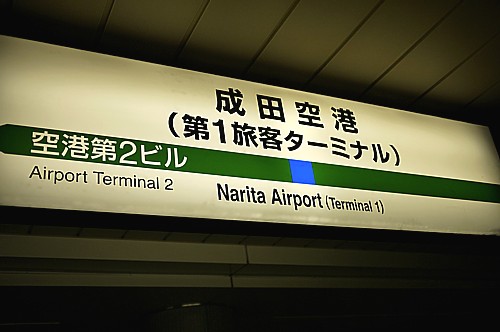 成田空港
(第1旅客ターミナル)
空港第2ビル
Airport Terminal 2
Narita Airport (Terminal 1)